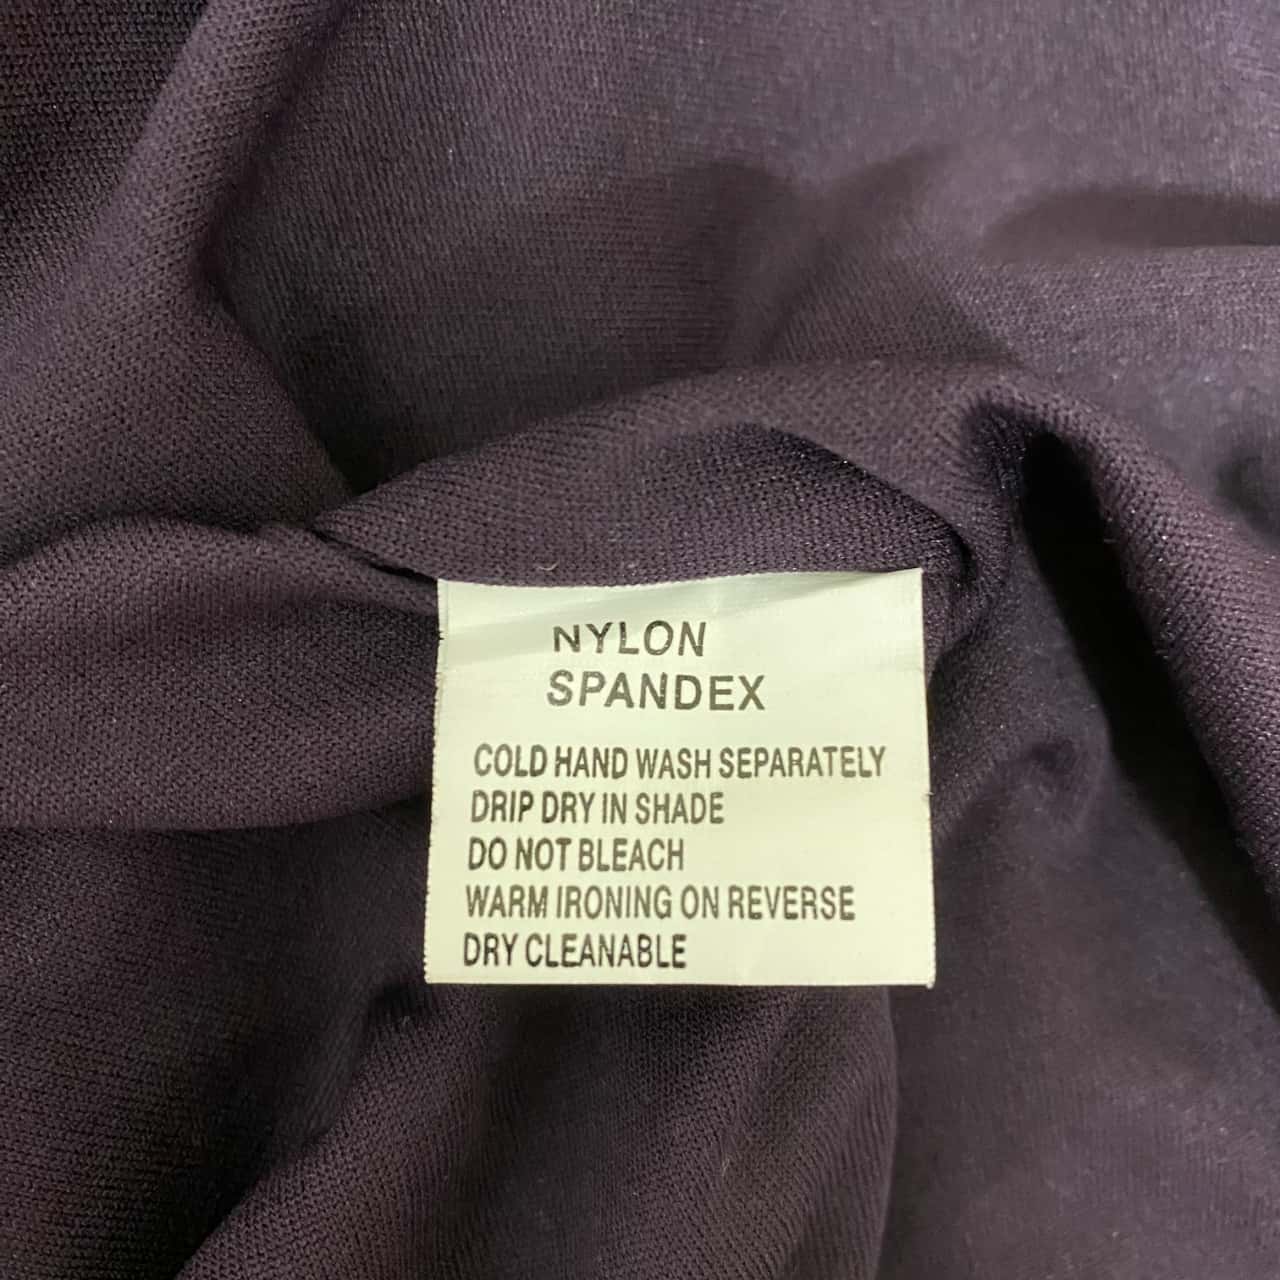 NYLON
SPANDEX
COLD HAND WASH SEPARATELY
DRIP DRY IN SHADE
DO NOT BLEACH
WARM IRONING ON REVERSE
DRY CLEANABLE